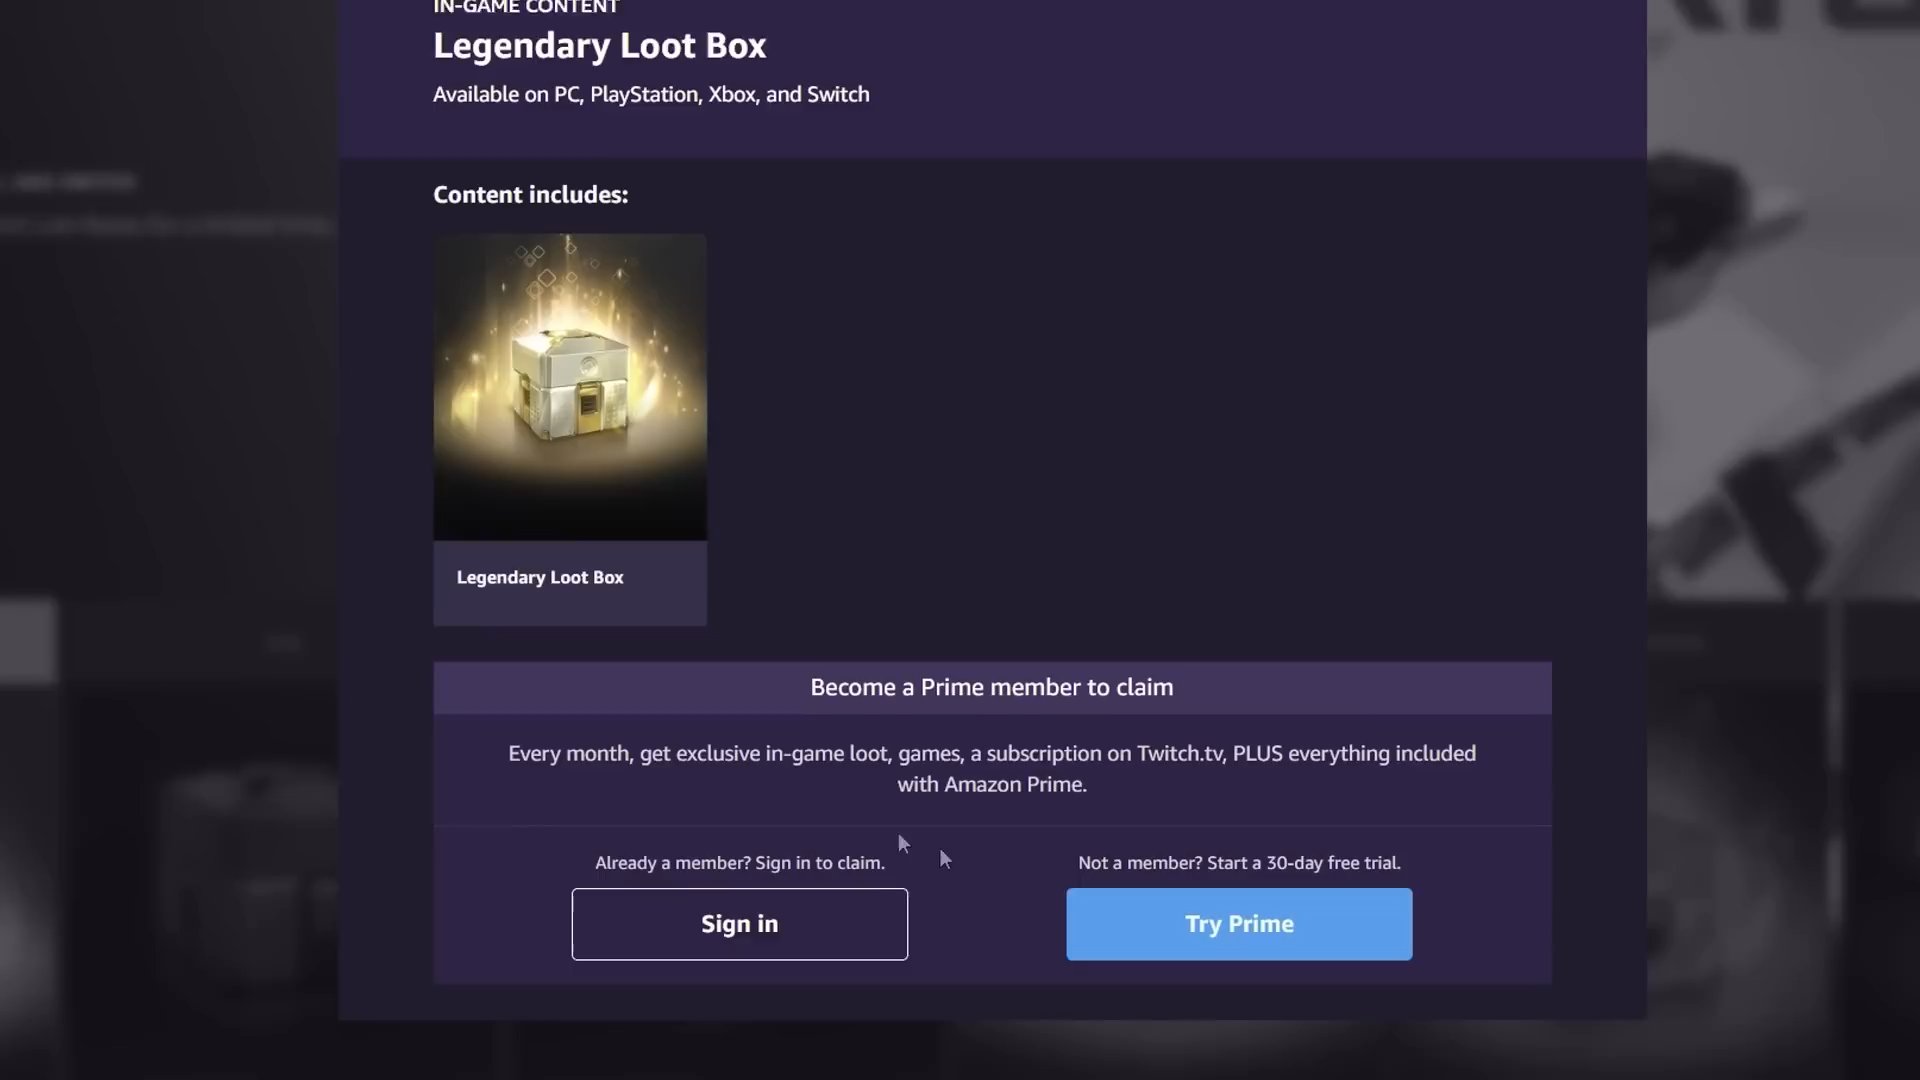 IN-GAME CONTENT
Legendary Loot Box
Available on PC, PlayStation, Xbox, and Switch
Content includes:
Legendary Loot Box
Become a Prime member to claim
Every month, get exclusive in-game loot, games, a subscription on Twitch.tv, PLUS everything included
with Amazon Prime.
Already a member? Sign in to claim.
Sign in
Not a member? Start a 30-day free trial.
Try Prime